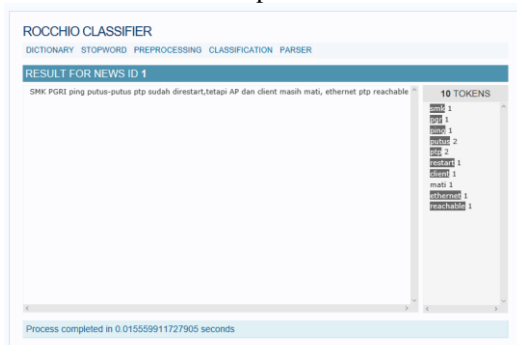 ROCCHIO CLASSIFIER
DICTIONARY STOPWORD PREPROCESSING CLASSIFICATION PARSER
RESULT FOR NEWS ID 1
SMK PGRI ping putus-putus ptp sudah direstart,tetapi AP dan client masih mati, ethernet ptp reachable
10 TOKENS
smk 1
pgri 1
ping 1
putus 2
ptp 2
restart 1
client 1
mati 1
ethernet 1
reachable 1
Process completed in 0.015559911727905 seconds